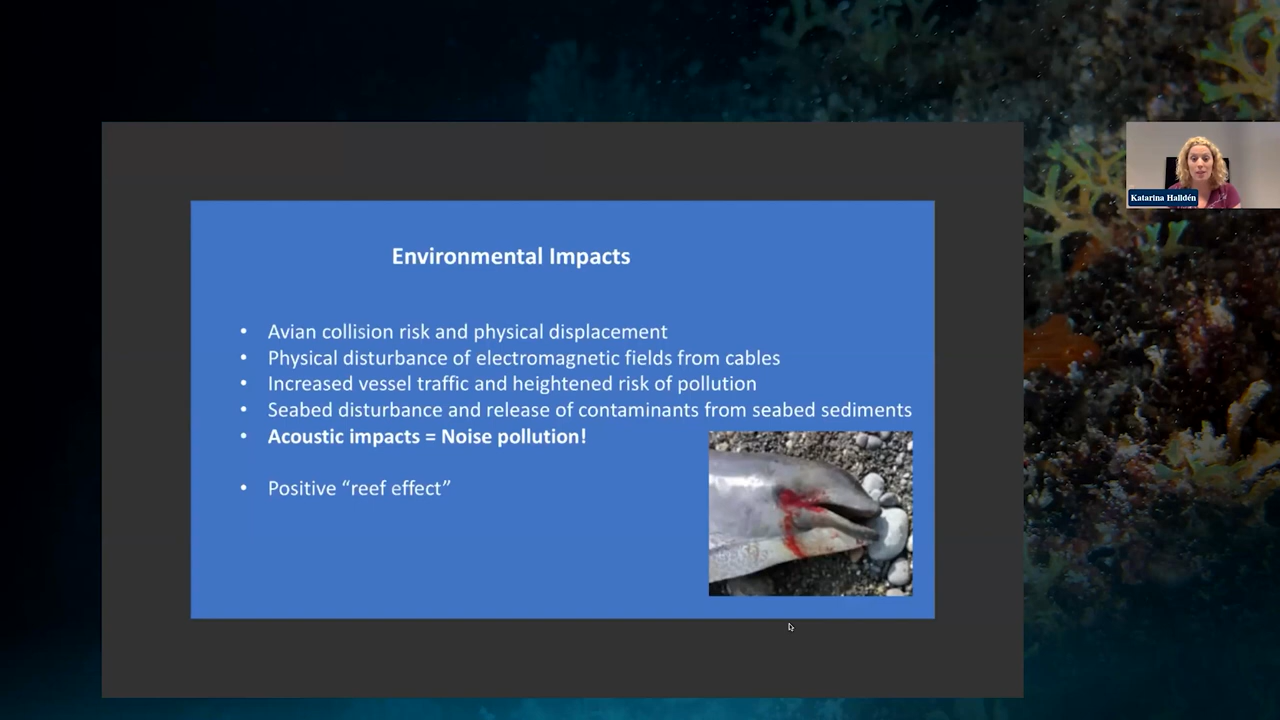 Environmental Impacts
• Avian collision risk and physical displacement
• Physical disturbance of electromagnetic fields from cables
• Increased vessel traffic and heightened risk of pollution
• Seabed disturbance and release of contaminants from seabed sediments
• Acoustic impacts = Noise pollution!
• Positive “reef effect”
Katarina Halldén